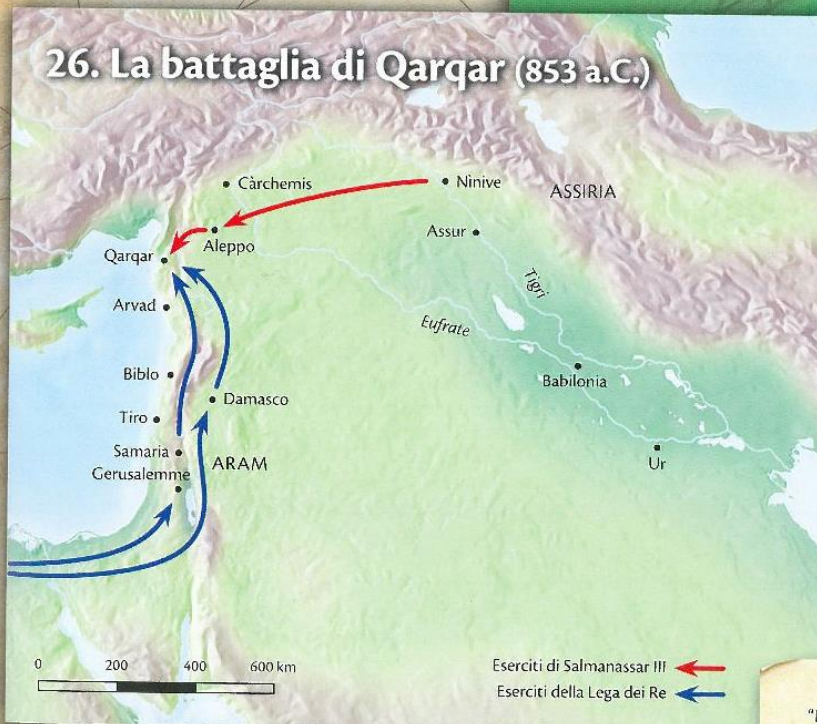 26. La battaglia di Qarqar (853 a.C.)
Càrchemis
Nìnive
ASSIRIA
Aleppo
Assur
Qarqar
Tigri
Arvad
Eufrate
Biblo
Babilonia
Damasco
Tiro
Samaria
ARAM
Gerusalemme
Ur
0 200 400 600 km
Eserciti di Salmanassar III
Eserciti della Lega dei Re